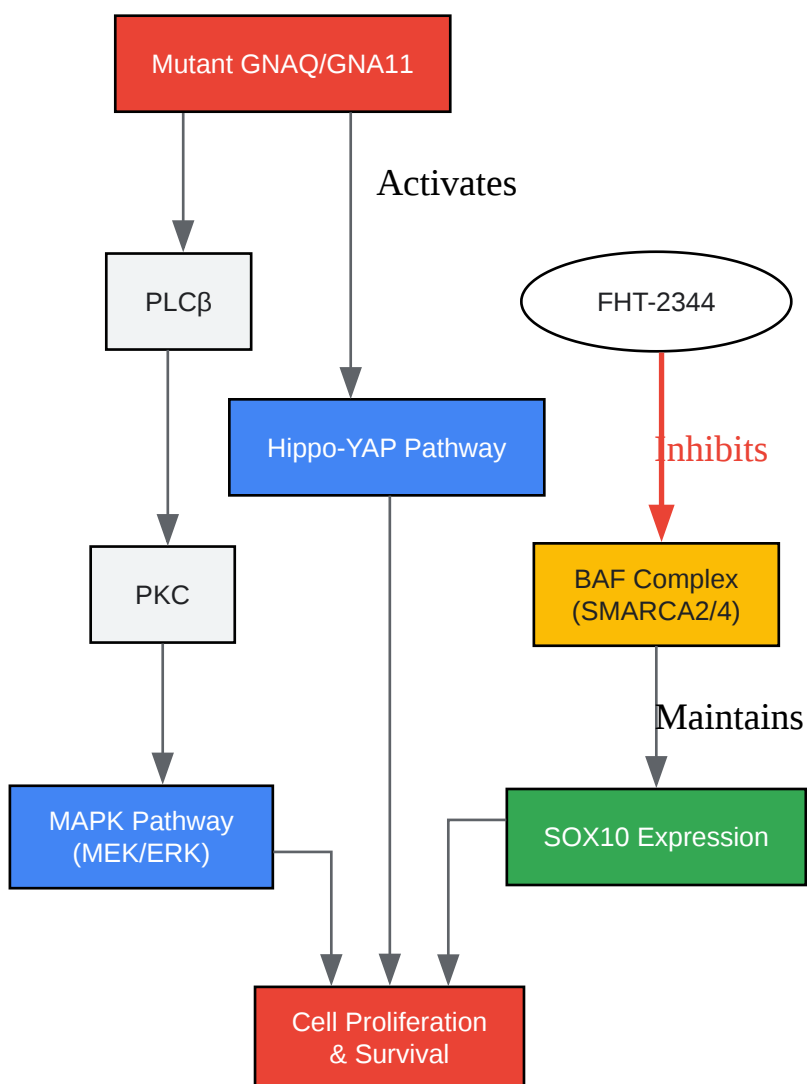 Mutant GNAQ/GNA11
Activates
PLCβ
FHT-2344
Hippo-YAP Pathway
Inhibits
PKC
BAF Complex
(SMARCA2/4)
Maintains
MAPK Pathway
(MEK/ERK)
SOX10 Expression
Cell Proliferation
& Survival